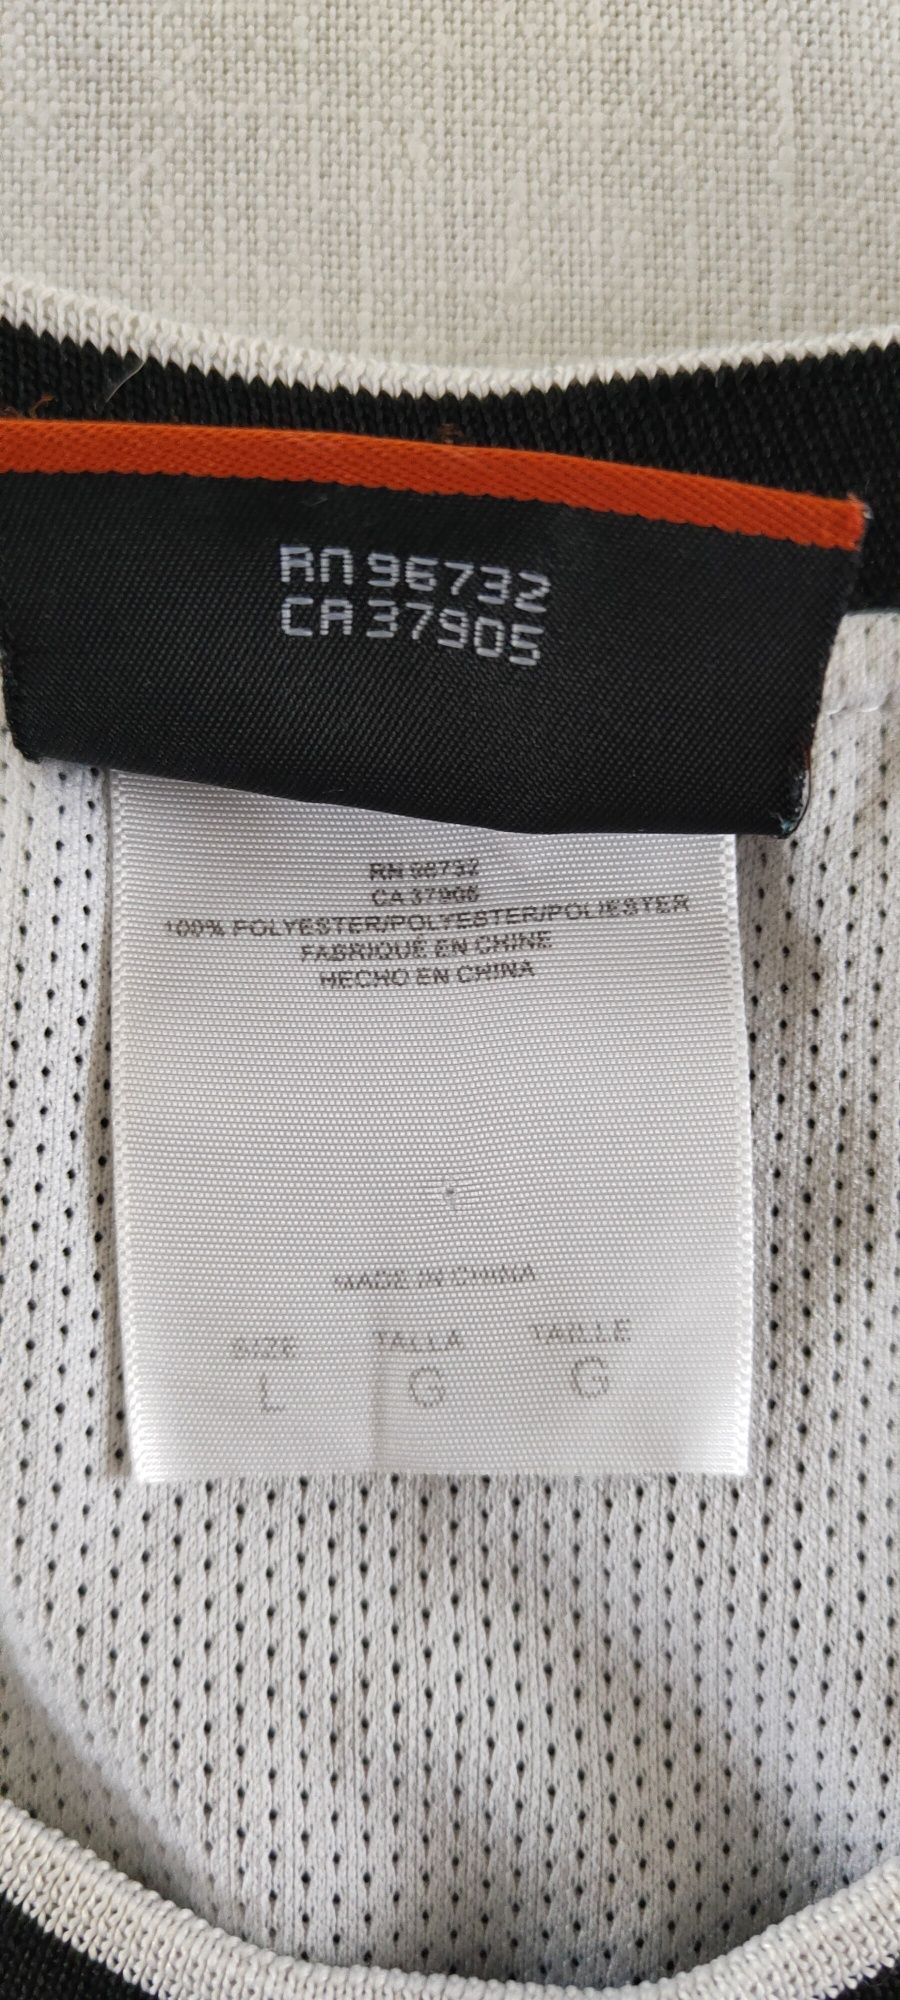 RN 96732
CA 37905
RN 96732
CA 37905
100% POLYESTER/POLYESTER/POLIESTER
FABRIQUÉ EN CHINE
HECHO EN CHINA
MADE IN CHINA
SIZE TALLA TAILLE
L G G